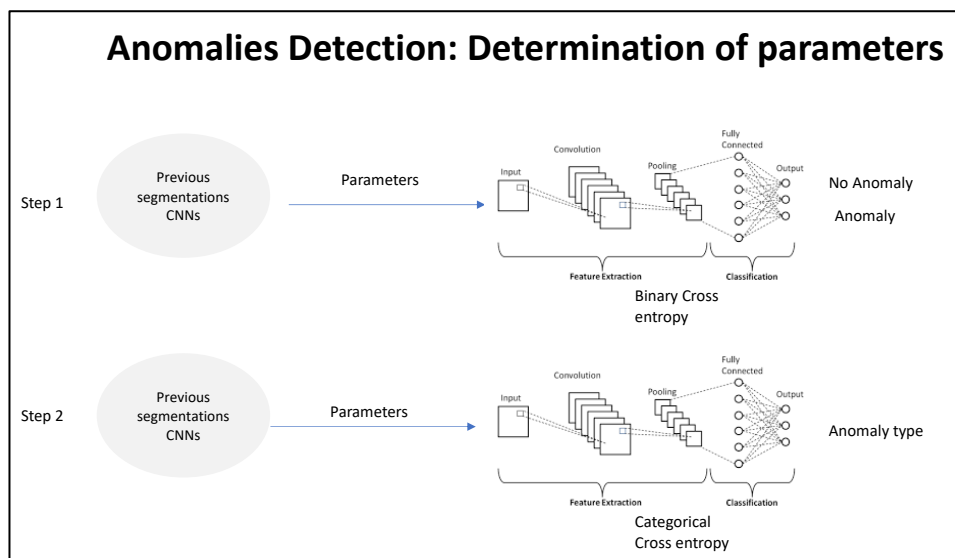 Anomalies Detection: Determination of parameters
Step 1
Previous
segmentations
CNNs
Parameters
Input
Convolution
Pooling
Fully
Connected
Output
No Anomaly
Anomaly
Feature Extraction
Classification
Binary Cross
entropy
Step 2
Previous
segmentations
CNNs
Parameters
Input
Convolution
Pooling
Fully
Connected
Output
Anomaly type
Feature Extraction
Classification
Categorical
Cross entropy